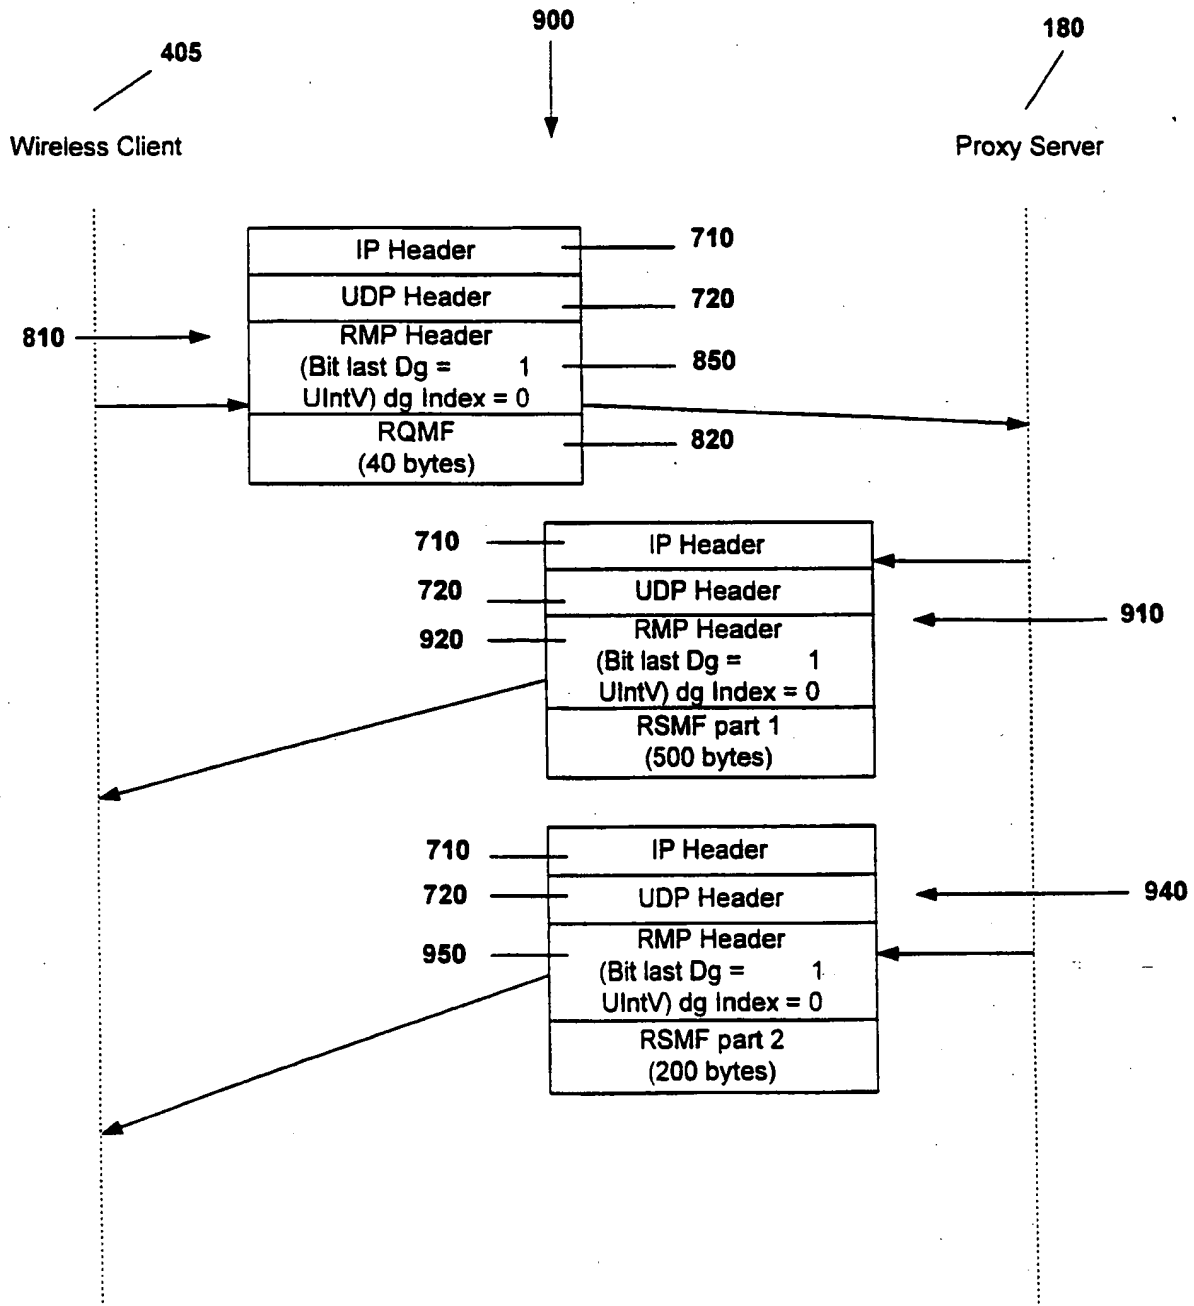 900
180
405
Wireless Client
Proxy Server
IP Header
710
UDP Header
720
810
RMP Header
(Bit last Dg = 1
850
UIntV) dg Index = 0
RQMF
820
(40 bytes)
710
IP Header
720
UDP Header
910
920
RMP Header
(Bit last Dg = 1
UIntV) dg Index = 0
RSMF part 1
(500 bytes)
710
IP Header
720
UDP Header
940
950
RMP Header
(Bit last Dg = 1
UIntV) dg Index = 0
RSMF part 2
(200 bytes)